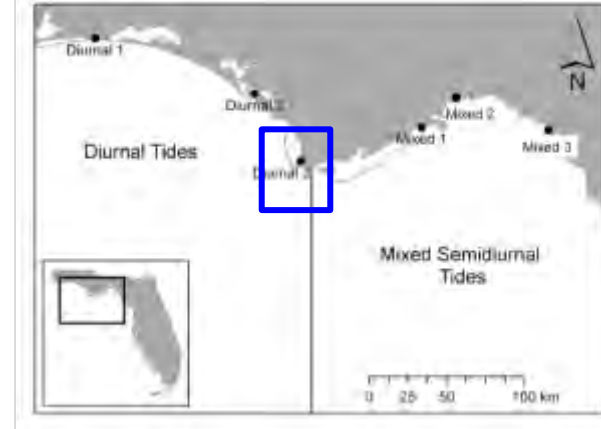 Diurnal 1
Diurnal 2
Diurnal 3
Diurnal Tides
Mixed 1
Mixed 2
Mixed 3
N
Mixed Semidiurnal
Tides
0 25 50 100 km